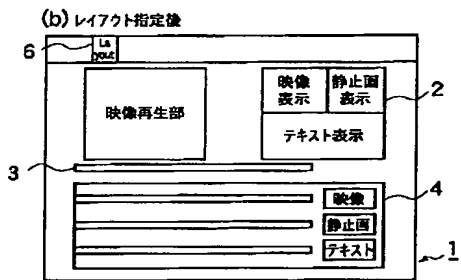 (b) レイアウト指定後
6
La
yout
映像再生部
映像
表示
静止画
表示
2
テキスト表示
3
映像
4
静止画
テキスト
1